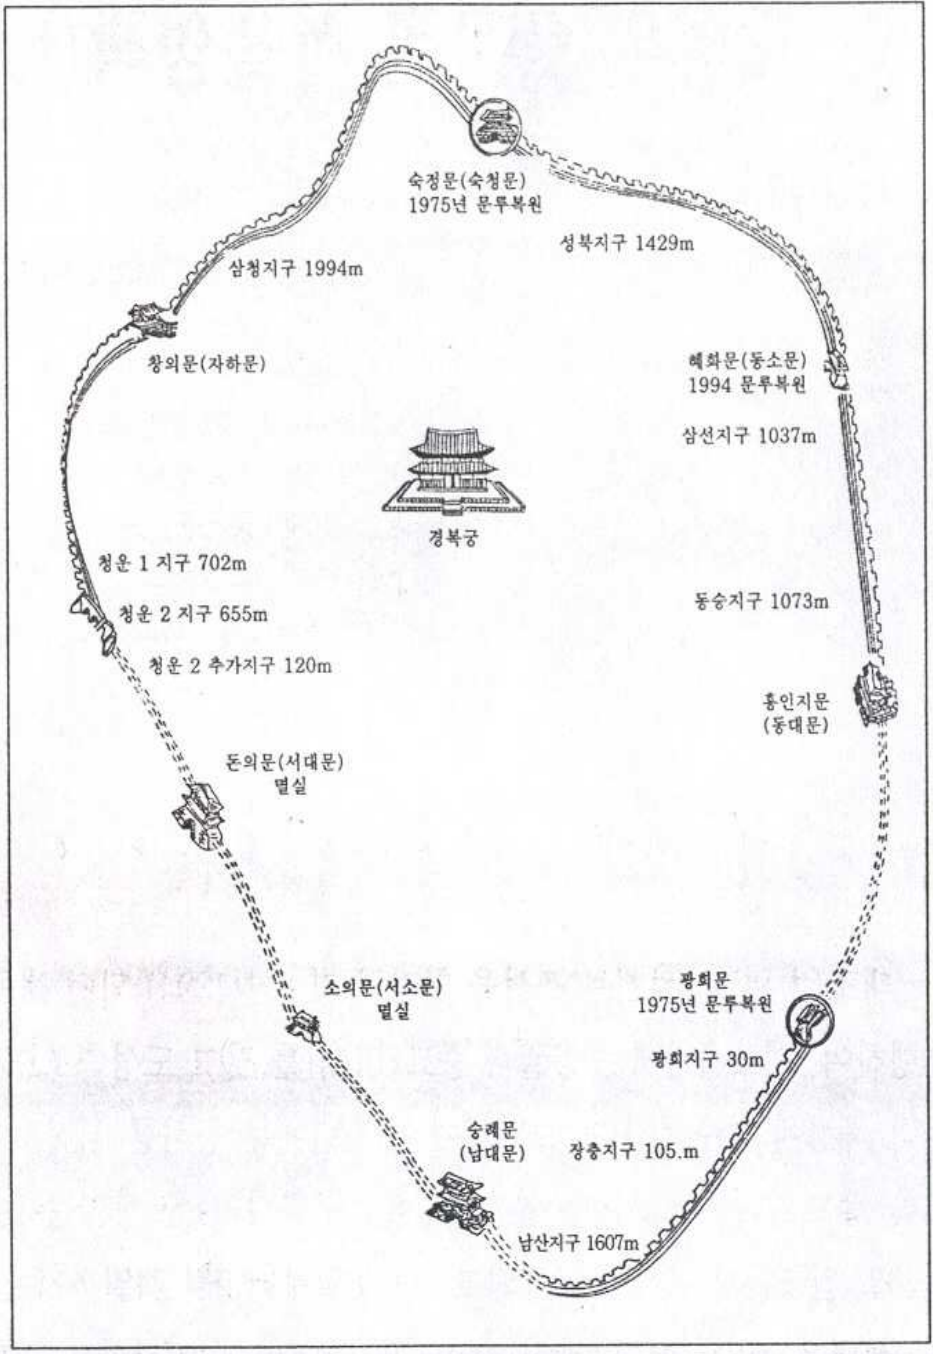 숙정문(숙청문)
1975년 문루복원
성북지구 1429m
삼청지구 1994m
창의문(자하문)
혜화문(동소문)
1994 문루복원
삼선지구 1037m
경복궁
청운 1 지구 702m
청운 2 지구 655m
청운 2 추가지구 120m
동숭지구 1073m
흥인지문
(동대문)
돈의문(서대문)
멸실
소의문(서소문)
멸실
광희문
1975년 문루복원
광희지구 30m
숭례문
(남대문)
장충지구 105.m
남산지구 1607m